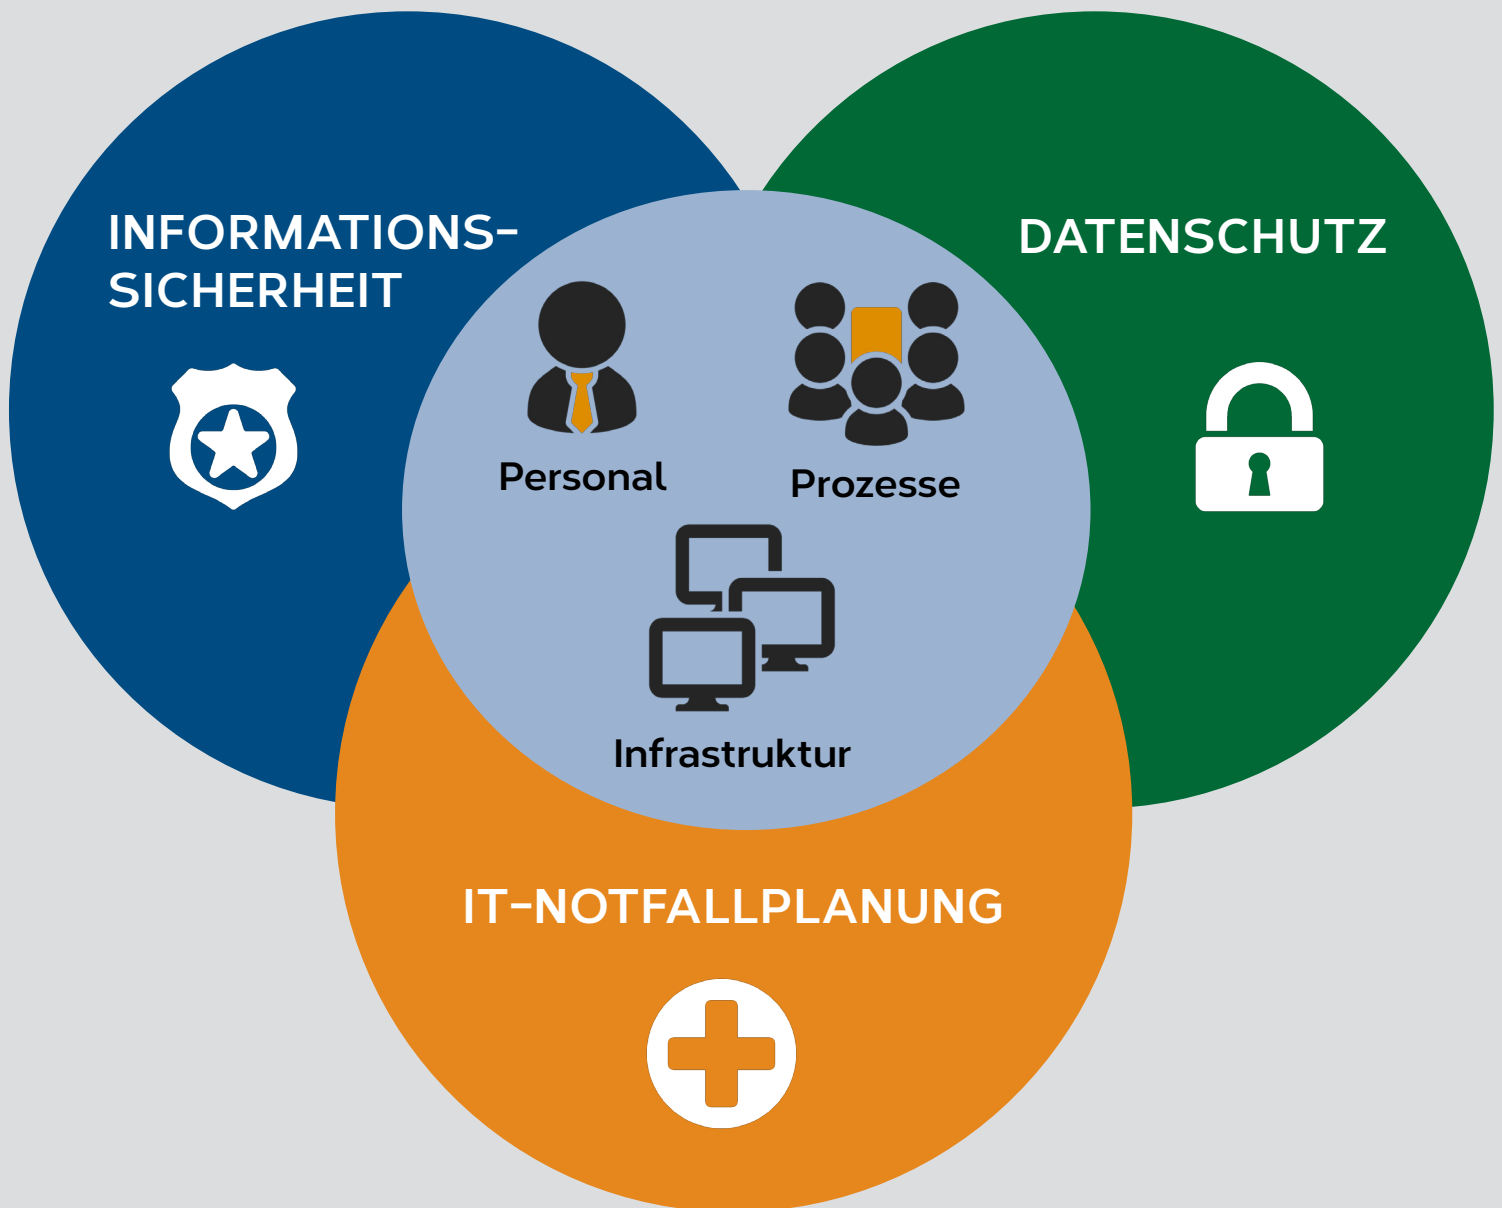 INFORMATIONS-
SICHERHEIT
DATENSCHUTZ
Personal
Prozesse
Infrastruktur
IT-NOTFALLPLANUNG